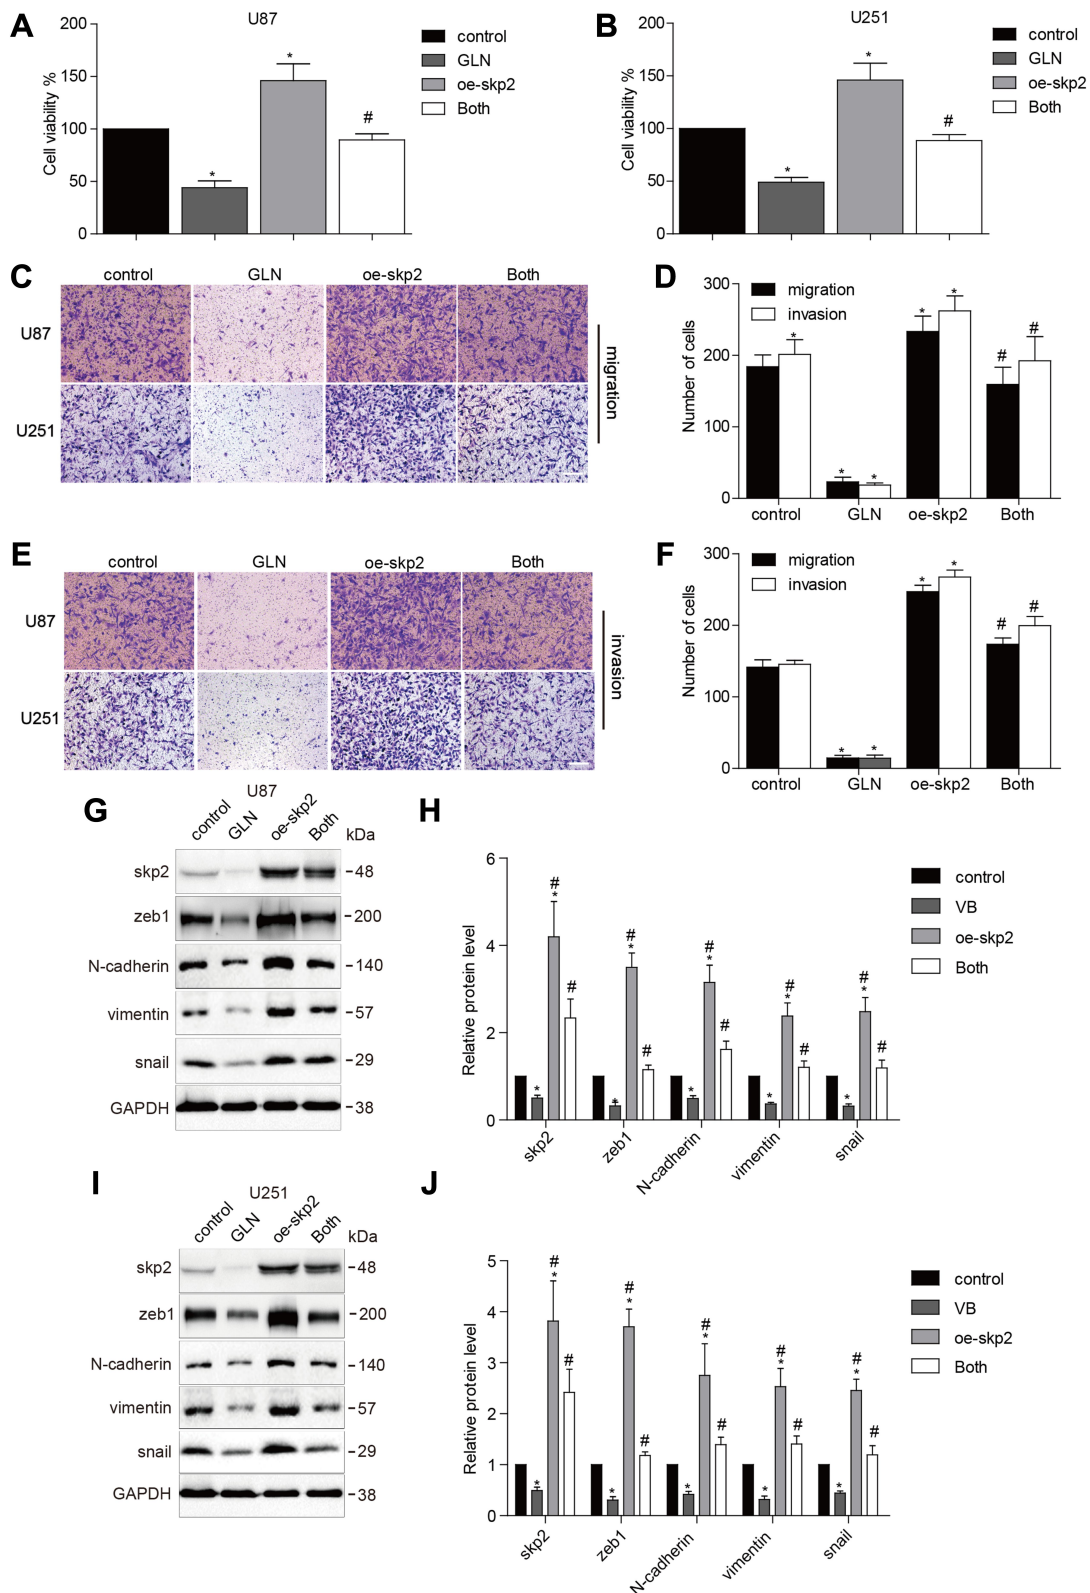 A
U87
Cell viability %
200
150
100
50
0
*
*
#
control
GLN
oe-skp2
Both
B
U251
Cell viability %
200
150
100
50
0
*
*
#
control
GLN
oe-skp2
Both
C
control GLN oe-skp2 Both
U87
U251
migration
D
Number of cells
300
200
100
0
migration
invasion
*
* *
* *
# #
control GLN oe-skp2 Both
E
control GLN oe-skp2 Both
U87
U251
invasion
F
Number of cells
300
200
100
0
migration
invasion
* *
* *
# #
control GLN oe-skp2 Both
G
U87
control GLN oe-skp2 Both kDa
skp2 -48
zeb1 -200
N-cadherin -140
vimentin -57
snail -29
GAPDH -38
H
Relative protein level
6
4
2
0
* # * #
* # * #
* # * #
* # * #
* # * #
control
VB
oe-skp2
Both
skp2 zeb1 N-cadherin vimentin snail
I
U251
control GLN oe-skp2 Both kDa
skp2 -48
zeb1 -200
N-cadherin -140
vimentin -57
snail -29
GAPDH -38
J
Relative protein level
5
4
3
2
1
0
* # * #
* # * #
* # * #
* # * #
* # * #
control
VB
oe-skp2
Both
skp2 zeb1 N-cadherin vimentin snail